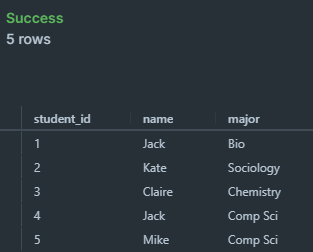 Success
5 rows
student_id name major
1 Jack Bio
2 Kate Sociology
3 Claire Chemistry
4 Jack Comp Sci
5 Mike Comp Sci